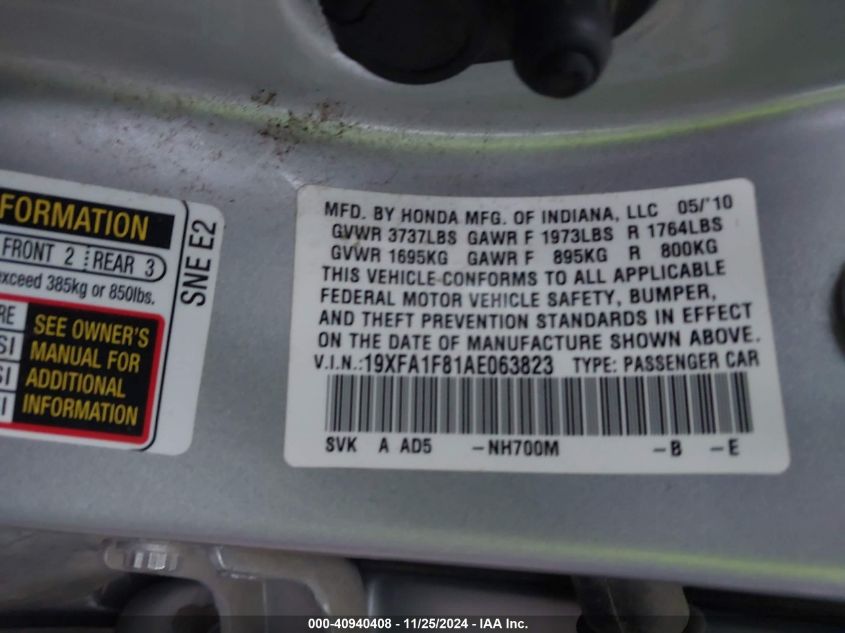 FORMATION
FRONT 2 REAR 3
exceed 385kg or 850lbs.
SEE OWNER'S
MANUAL FOR
ADDITIONAL
INFORMATION
SNE E2
MFD. BY HONDA MFG. OF INDIANA, LLC 05/'10
GVWR 3737LBS GAWR F 1973LBS R 1764LBS
GVWR 1695KG GAWR F 895KG R 800KG
THIS VEHICLE CONFORMS TO ALL APPLICABLE
FEDERAL MOTOR VEHICLE SAFETY, BUMPER,
AND THEFT PREVENTION STANDARDS IN EFFECT
ON THE DATE OF MANUFACTURE SHOWN ABOVE.
V.I.N.:19XFA1F81AE063823 TYPE: PASSENGER CAR
SVK A AD5 -NH700M -B -E
000-40940408 - 11/25/2024 - IAA Inc.